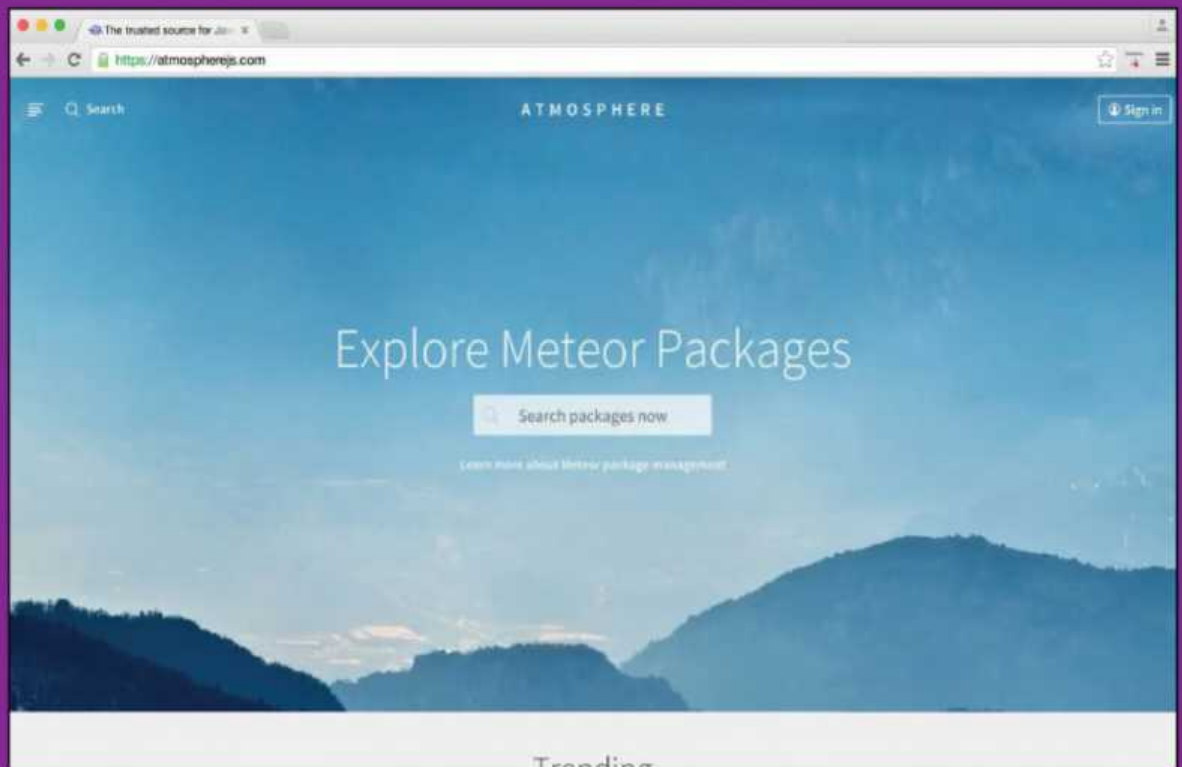 The trusted source for Jav
https://atmospherejs.com
Search
ATMOSPHERE
Sign in
Explore Meteor Packages
Search packages now
Learn more about Meteor package management
Trending